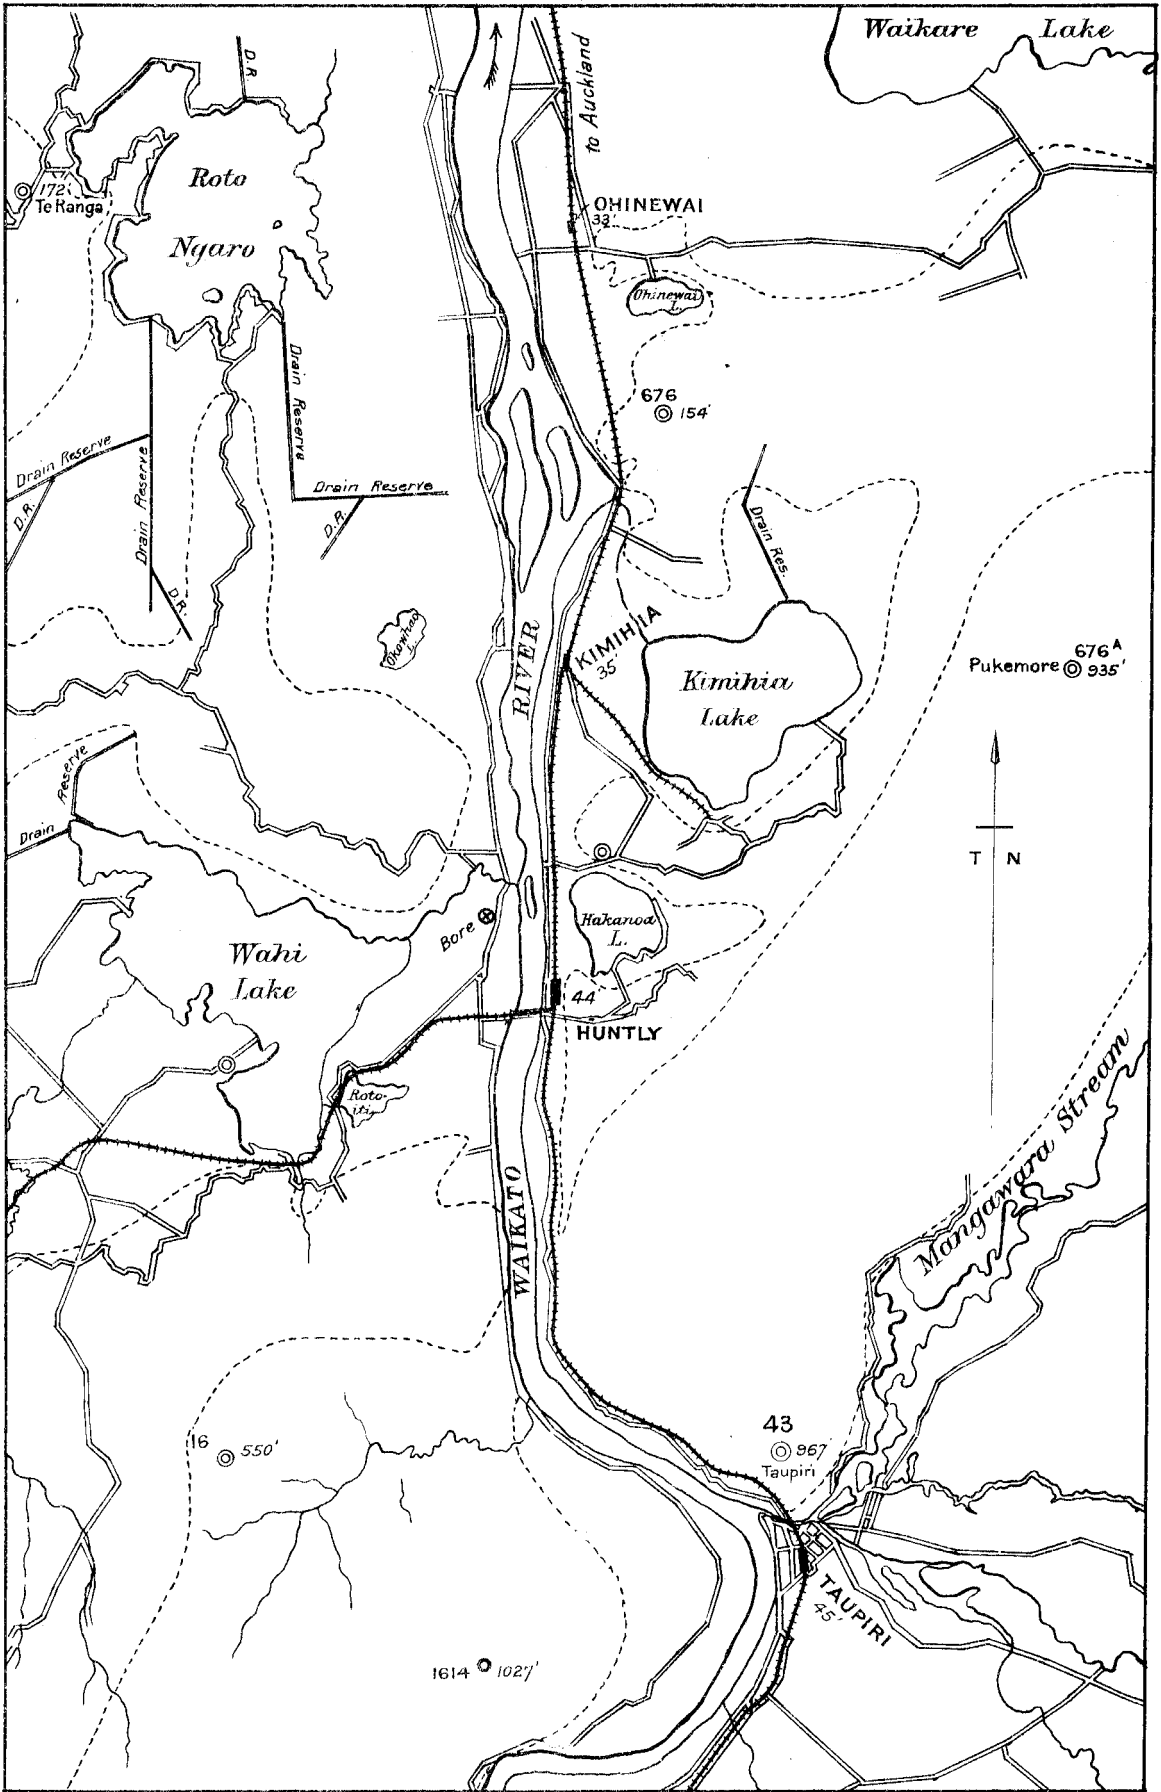 Waikare Lake
to Auckland
D.R
Roto
Ngaro
172'
Te Ranga
OHINEWAI
33'
Ohinewai
L.
Drain Reserve
676
154'
Drain Reserve
Drain Reserve
Drain Reserve
D.R.
D.R.
D.R.
Drain Res.
Okowhao
L.
RIVER
KIMIHIA
35'
Kimihia
Lake
676 A
Pukemore 935'
Reserve
Drain
T N
Bore
Hakanoa
L.
Wahi
Lake
44'
HUNTLY
Roto-
iti
Mangawara Stream
WAIKATO
16
550'
43
967'
Taupiri
TAUPIRI
45'
1614 1027'